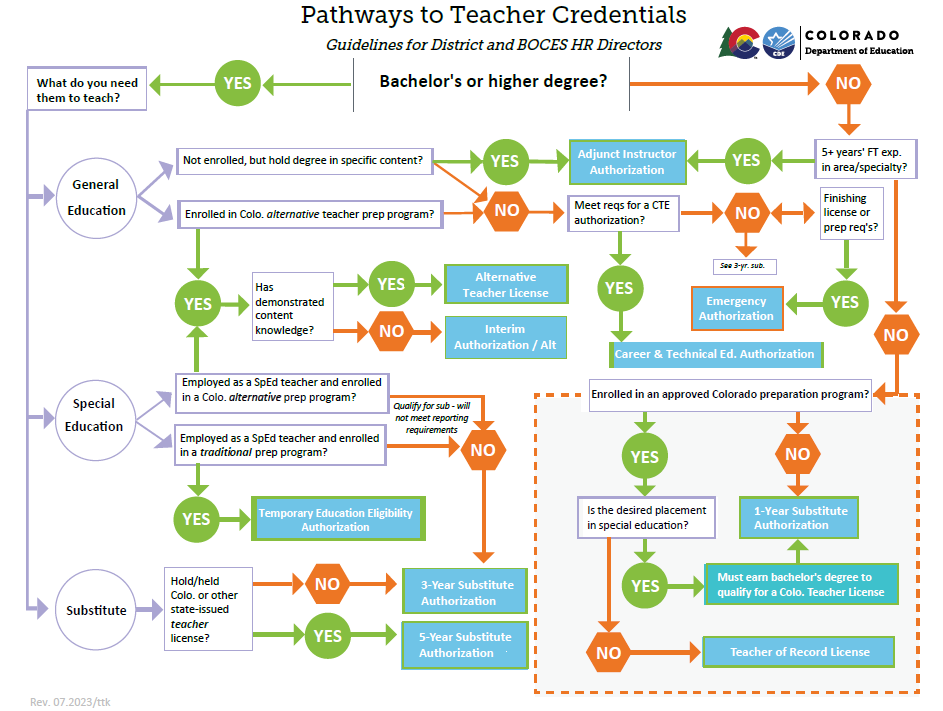 Pathways to Teacher Credentials
Guidelines for District and BOCES HR Directors
COLORADO
Department of Education
CDE
Bachelor's or higher degree?
YES
NO
What do you need
them to teach?
5+ years' FT exp.
in area/specialty?
YES
Adjunct Instructor
Authorization
YES
Not enrolled, but hold degree in specific content?
General
Education
Enrolled in Colo. alternative teacher prep program?
NO
Meet reqs for a CTE
authorization?
NO
Finishing
license or
prep req's?
See 3-yr. sub.
YES
Has
demonstrated
content
knowledge?
YES
Alternative
Teacher License
NO
Interim
Authorization / Alt
YES
Career & Technical Ed. Authorization
Emergency
Authorization
YES
NO
Special
Education
Employed as a SpEd teacher and enrolled
in a Colo. alternative prep program?
Employed as a SpEd teacher and enrolled
in a traditional prep program?
Qualify for sub - will
not meet reporting
requirements
NO
YES
Temporary Education Eligibility
Authorization
Enrolled in an approved Colorado preparation program?
YES
NO
Is the desired placement
in special education?
1-Year Substitute
Authorization
YES
Must earn bachelor's degree to
qualify for a Colo. Teacher License
NO
Teacher of Record License
Substitute
Hold/held
Colo. or other
state-issued
teacher
license?
NO
3-Year Substitute
Authorization
YES
5-Year Substitute
Authorization
Rev. 07.2023/ttk